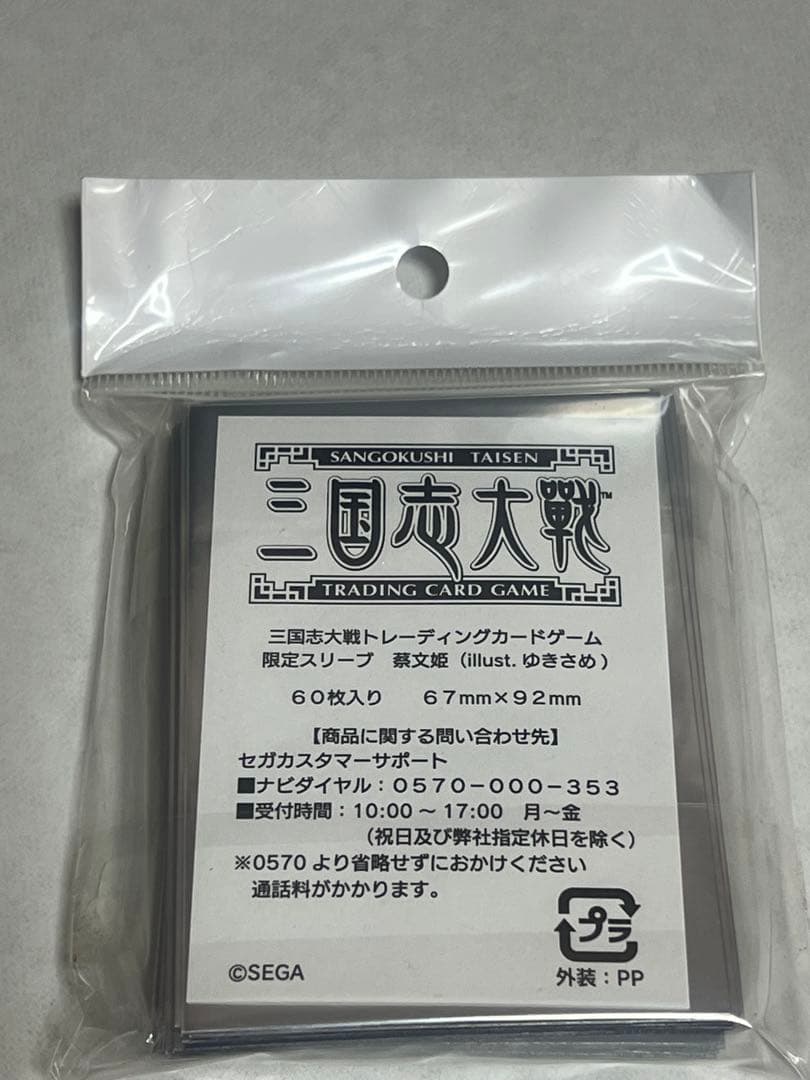 SANGOKUSHI TAISEN
三国志大戰™
TRADING CARD GAME
三国志大戦トレーディングカードゲーム
限定スリーブ　蔡文姫（illust. ゆきさめ）
６０枚入り　　６７mm×９２mm
【商品に関する問い合わせ先】
セガカスタマーサポート
■ナビダイヤル：０５７０－０００－３５３
■受付時間：10:00 ～ 17:00　月～金
（祝日及び弊社指定休日を除く）
※0570 より省略せずにおかけください
通話料がかかります。
プラ
©SEGA
外装：PP